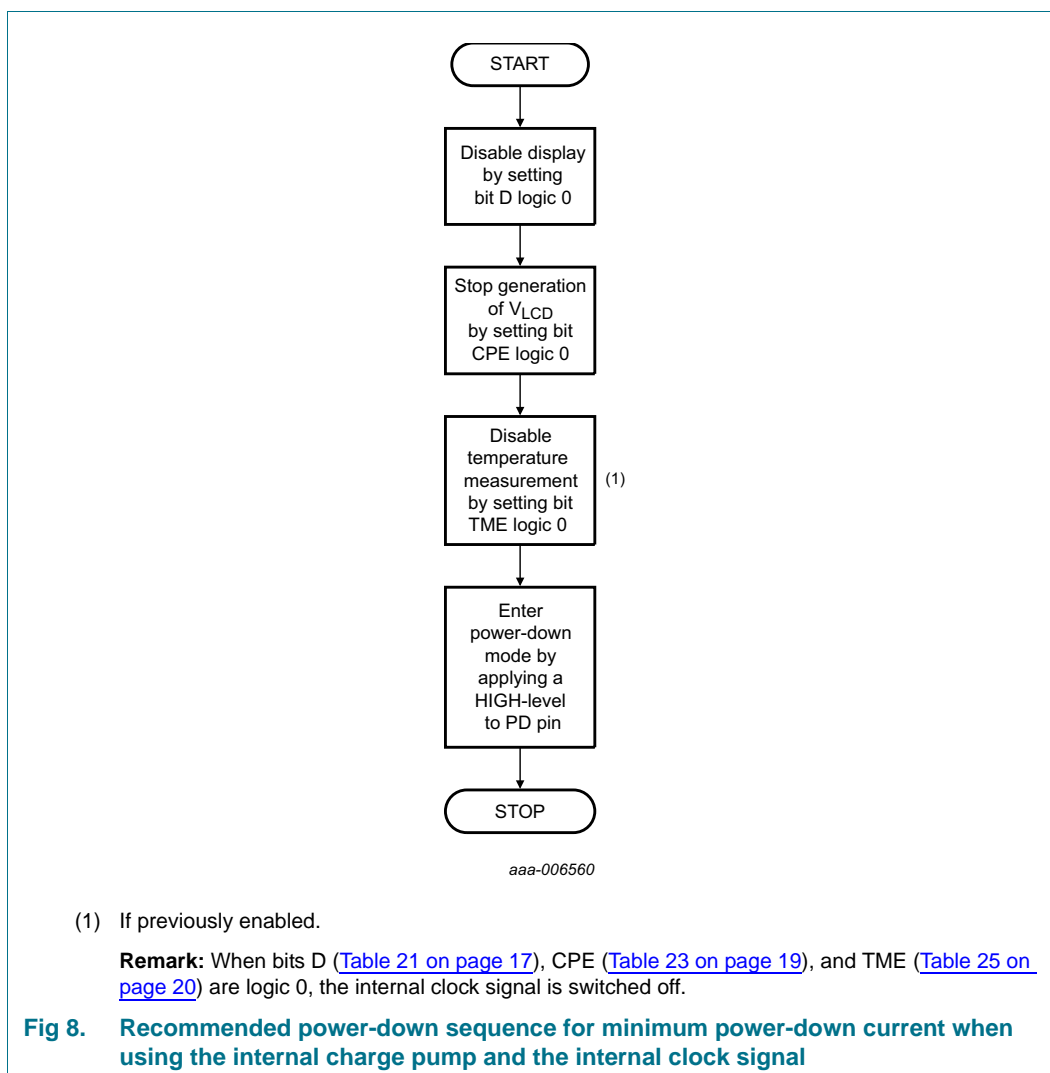 START
Disable display
by setting
bit D logic 0
Stop generation
of VLCD
by setting bit
CPE logic 0
Disable
temperature
measurement
by setting bit
TME logic 0
(1)
Enter
power-down
mode by
applying a
HIGH-level
to PD pin
STOP
aaa-006560
(1) If previously enabled.
Remark: When bits D (Table 21 on page 17), CPE (Table 23 on page 19), and TME (Table 25 on
page 20) are logic 0, the internal clock signal is switched off.
Fig 8. Recommended power-down sequence for minimum power-down current when
using the internal charge pump and the internal clock signal